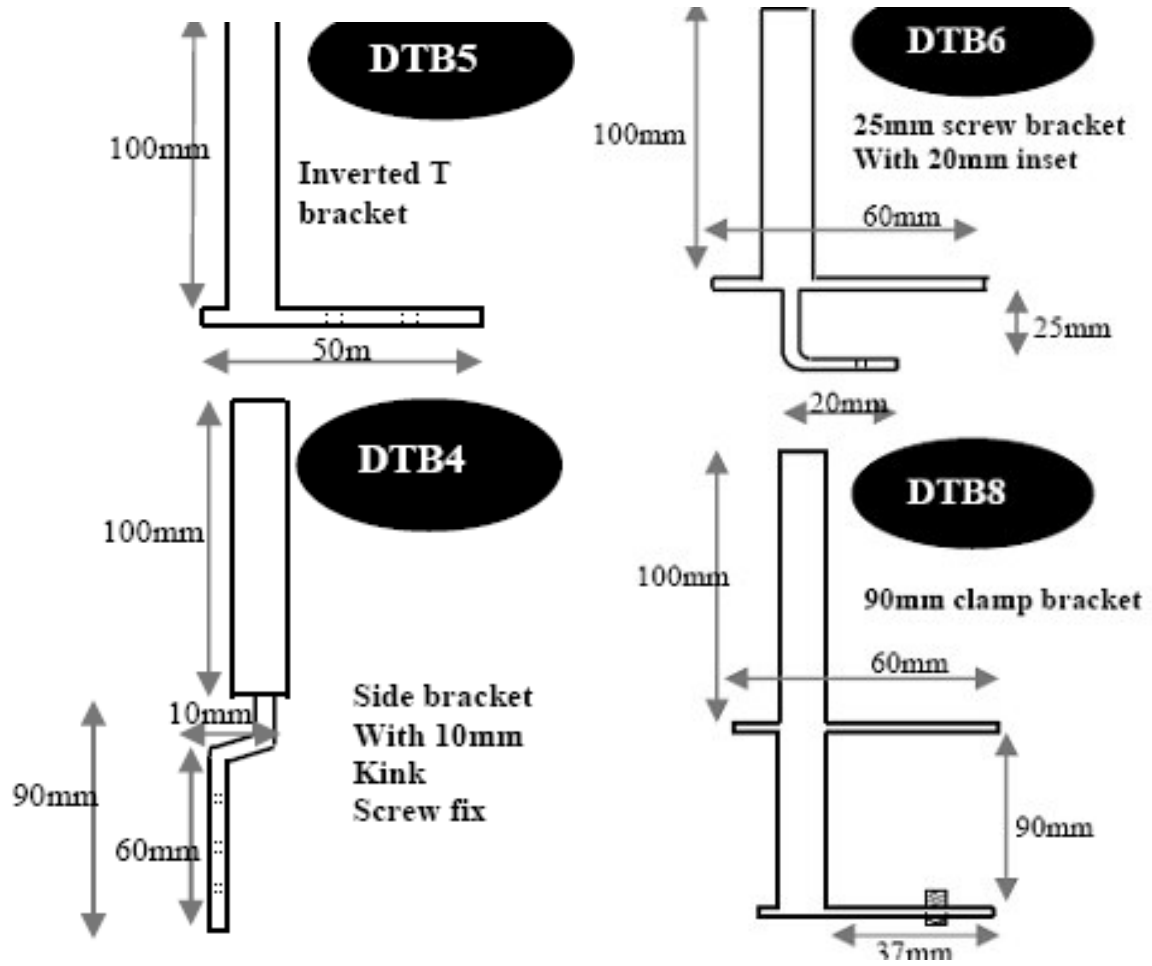 DTB5
100mm
Inverted T
bracket
50m
DTB6
100mm
25mm screw bracket
With 20mm inset
60mm
25mm
20mm
DTB4
100mm
10mm
90mm
60mm
Side bracket
With 10mm
Kink
Screw fix
DTB8
100mm
90mm clamp bracket
60mm
90mm
37mm